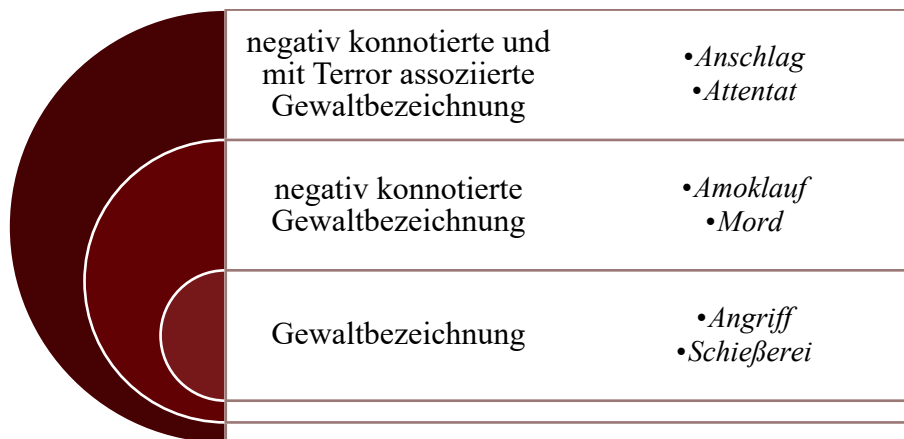 negativ konnotierte und
mit Terror assoziierte
Gewaltbezeichnung
•Anschlag
•Attentat
negativ konnotierte
Gewaltbezeichnung
•Amoklauf
•Mord
Gewaltbezeichnung
•Angriff
•Schießerei